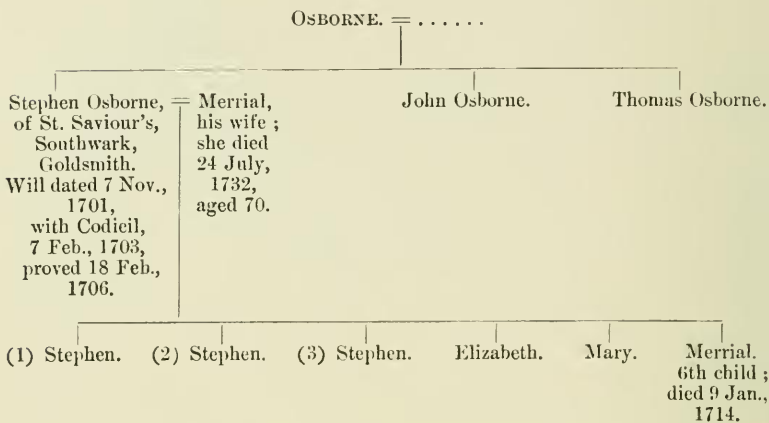 OSBORNE. = . . . . . .
Stephen Osborne,
of St. Saviour's,
Southwark,
Goldsmith.
Will dated 7 Nov.,
1701,
with Codicil,
7 Feb., 1703,
proved 18 Feb.,
1706.
=
Merrial,
his wife ;
she died
24 July,
1732,
aged 70.
John Osborne.
Thomas Osborne.
(1) Stephen.
(2) Stephen.
(3) Stephen.
Elizabeth.
Mary.
Merrial.
6th child ;
died 9 Jan.,
1714.